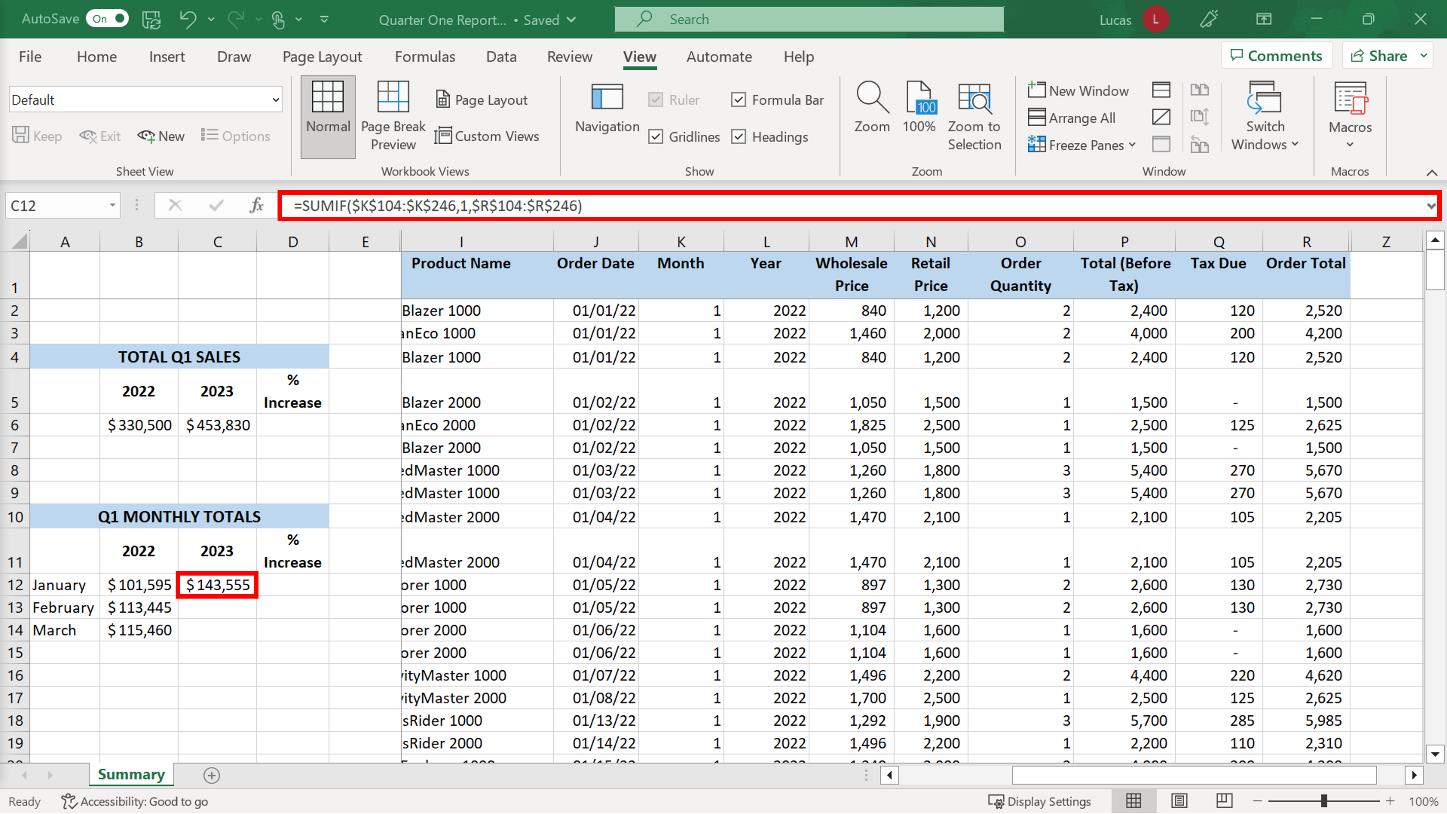 AutoSave On Quarter One Report... • Saved Search Lucas L
File Home Insert Draw Page Layout Formulas Data Review View Automate Help Comments Share
Default
Keep Exit New Options
Sheet View
Normal
Page Break
Preview
Page Layout
Custom Views
Workbook Views
Navigation
Ruler Formula Bar
Gridlines Headings
Show
Zoom
100
100%
Zoom to
Selection
Zoom
New Window
Arrange All
Freeze Panes
Switch
Windows
Window
Macros
Macros
C12 fx =SUMIF($K$104:$K$246,1,$R$104:$R$246)
A B C D E I J K L M N O P Q R Z
1 Product Name Order Date Month Year Wholesale Price Retail Price Order Quantity Total (Before Tax) Tax Due Order Total
2 Blazer 1000 01/01/22 1 2022 840 1,200 2 2,400 120 2,520
3 anEco 1000 01/01/22 1 2022 1,460 2,000 2 4,000 200 4,200
4 TOTAL Q1 SALES Blazer 1000 01/01/22 1 2022 840 1,200 2 2,400 120 2,520
5 2022 2023 % Increase Blazer 2000 01/02/22 1 2022 1,050 1,500 1 1,500 - 1,500
6 $330,500 $453,830 anEco 2000 01/02/22 1 2022 1,825 2,500 1 2,500 125 2,625
7 Blazer 2000 01/02/22 1 2022 1,050 1,500 1 1,500 - 1,500
8 edMaster 1000 01/03/22 1 2022 1,260 1,800 3 5,400 270 5,670
9 edMaster 1000 01/03/22 1 2022 1,260 1,800 3 5,400 270 5,670
10 Q1 MONTHLY TOTALS edMaster 2000 01/04/22 1 2022 1,470 2,100 1 2,100 105 2,205
11 2022 2023 % Increase edMaster 2000 01/04/22 1 2022 1,470 2,100 1 2,100 105 2,205
12 January $101,595 $143,555 orer 1000 01/05/22 1 2022 897 1,300 2 2,600 130 2,730
13 February $113,445 orer 1000 01/05/22 1 2022 897 1,300 2 2,600 130 2,730
14 March $115,460 orer 2000 01/06/22 1 2022 1,104 1,600 1 1,600 - 1,600
15 orer 2000 01/06/22 1 2022 1,104 1,600 1 1,600 - 1,600
16 vityMaster 1000 01/07/22 1 2022 1,496 2,200 2 4,400 220 4,620
17 vityMaster 2000 01/08/22 1 2022 1,700 2,500 1 2,500 125 2,625
18 sRider 1000 01/13/22 1 2022 1,292 1,900 3 5,700 285 5,985
19 sRider 2000 01/14/22 1 2022 1,496 2,200 1 2,200 110 2,310
Summary
Ready Accessibility: Good to go Display Settings 100%